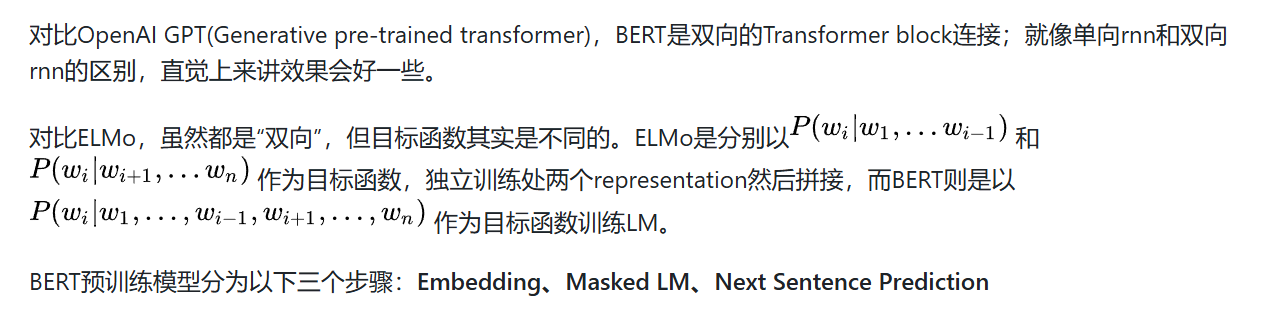 对比OpenAI GPT(Generative pre-trained transformer)，BERT是双向的Transformer block连接；就像单向rnn和双向
rnn的区别，直觉上来讲效果会好一些。
对比ELMo，虽然都是“双向”，但目标函数其实是不同的。ELMo是分别以P(w_i|w_1, … w_{i−1}) 和
P(w_i|w_{i+1}, … w_n) 作为目标函数，独立训练处两个representation然后拼接，而BERT则是以
P(w_i|w_1, …, w_{i−1}, w_{i+1}, …, w_n) 作为目标函数训练LM。
BERT预训练模型分为以下三个步骤：Embedding、Masked LM、Next Sentence Prediction